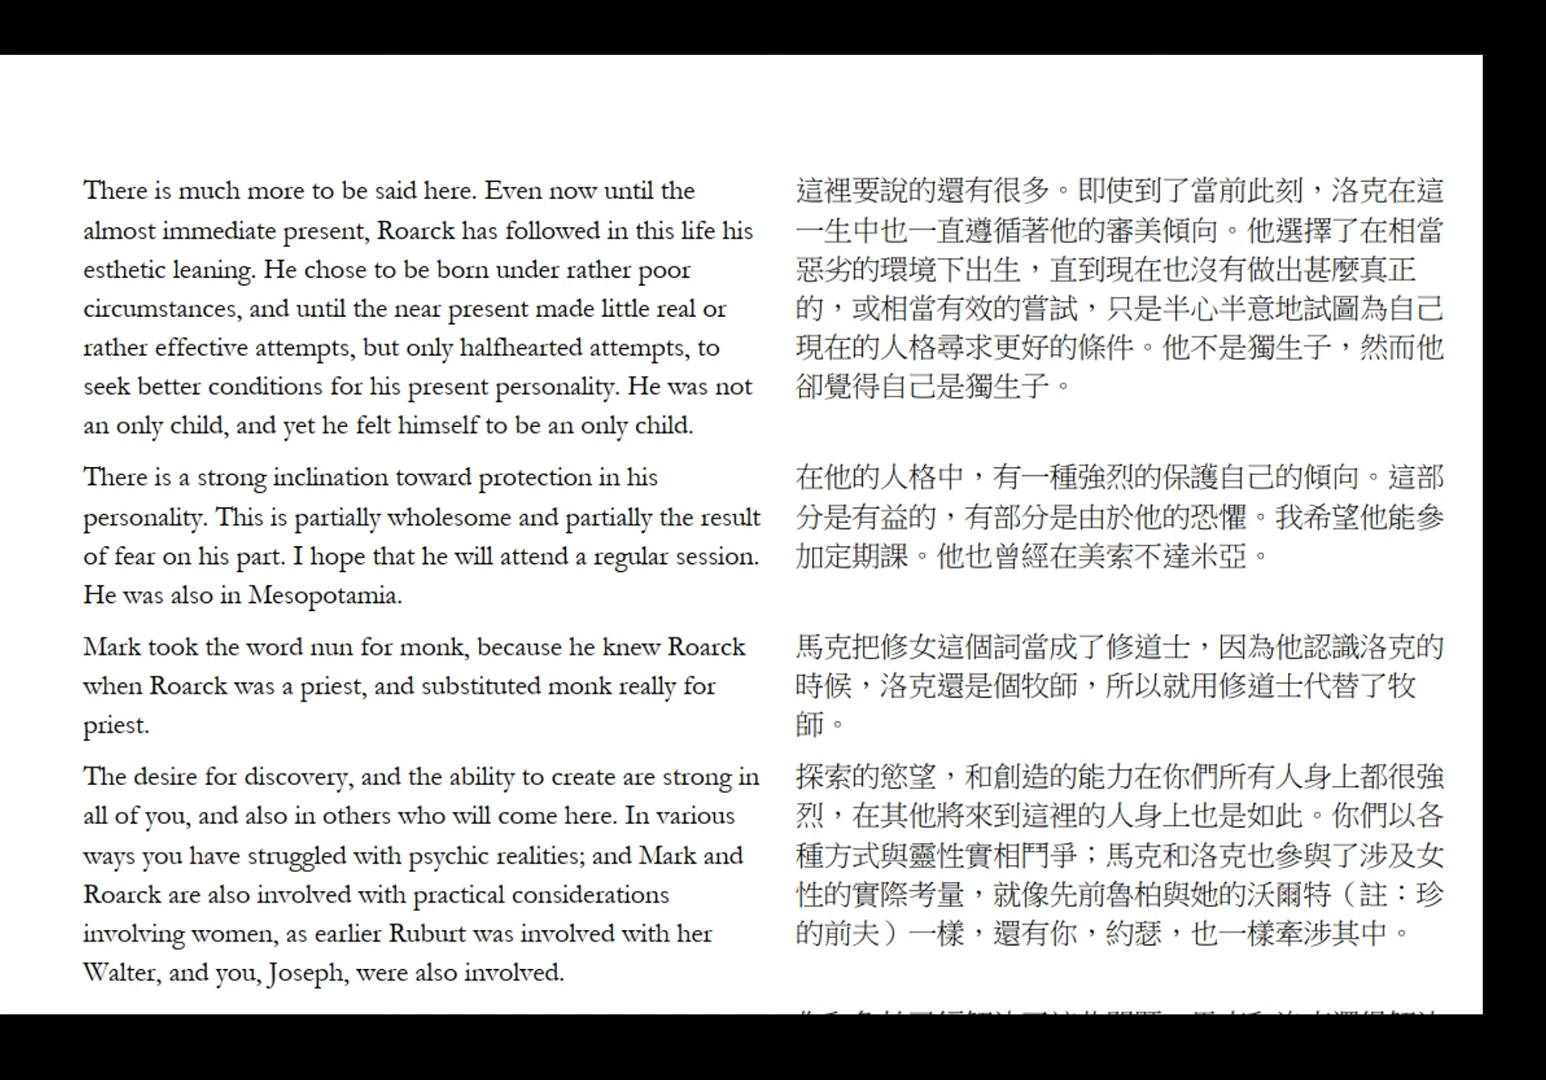 There is much more to be said here. Even now until the
almost immediate present, Roarck has followed in this life his
esthetic leaning. He chose to be born under rather poor
circumstances, and until the near present made little real or
rather effective attempts, but only halfhearted attempts, to
seek better conditions for his present personality. He was not
an only child, and yet he felt himself to be an only child.
這裡要說的還有很多。即使到了當前此刻，洛克在這
一生中也一直遵循著他的審美傾向。他選擇了在相當
惡劣的環境下出生，直到現在也沒有做出甚麼真正
的，或相當有效的嘗試，只是半心半意地試圖為自己
現在的人格尋求更好的條件。他不是獨生子，然而他
卻覺得自己是獨生子。
There is a strong inclination toward protection in his
personality. This is partially wholesome and partially the result
of fear on his part. I hope that he will attend a regular session.
He was also in Mesopotamia.
在他的人格中，有一種強烈的保護自己的傾向。這部
分是有益的，有部分是由於他的恐懼。我希望他能參
加定期課。他也曾經在美索不達米亞。
Mark took the word nun for monk, because he knew Roarck
when Roarck was a priest, and substituted monk really for
priest.
馬克把修女這個詞當成了修道士，因為他認識洛克的
時候，洛克還是個牧師，所以就用修道士代替了牧
師。
The desire for discovery, and the ability to create are strong in
all of you, and also in others who will come here. In various
ways you have struggled with psychic realities; and Mark and
Roarck are also involved with practical considerations
involving women, as earlier Ruburt was involved with her
Walter, and you, Joseph, were also involved.
探索的慾望，和創造的能力在你們所有人身上都很強
烈，在其他將來到這裡的人身上也是如此。你們以各
種方式與靈性實相鬥爭；馬克和洛克也參與了涉及女
性的實際考量，就像先前魯柏與她的沃爾特（註：珍
的前夫）一樣，還有你，約瑟，也一樣牽涉其中。